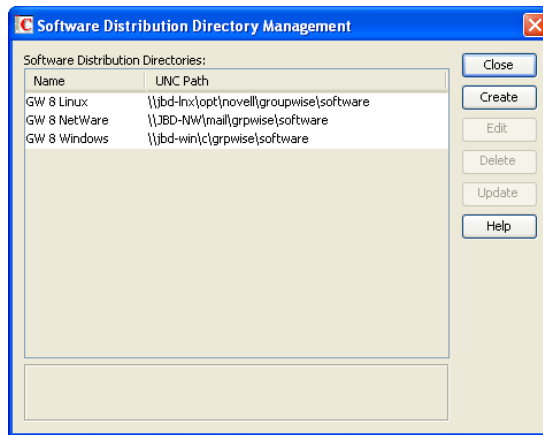 Software Distribution Directory Management
Software Distribution Directories:
Name UNC Path
GW 8 Linux \\jbd-lnx\opt\novell\groupwise\software
GW 8 NetWare \\JBD-NW\mail\grpwise\software
GW 8 Windows \\jbd-win\c\grpwise\software
Close
Create
Edit
Delete
Update
Help